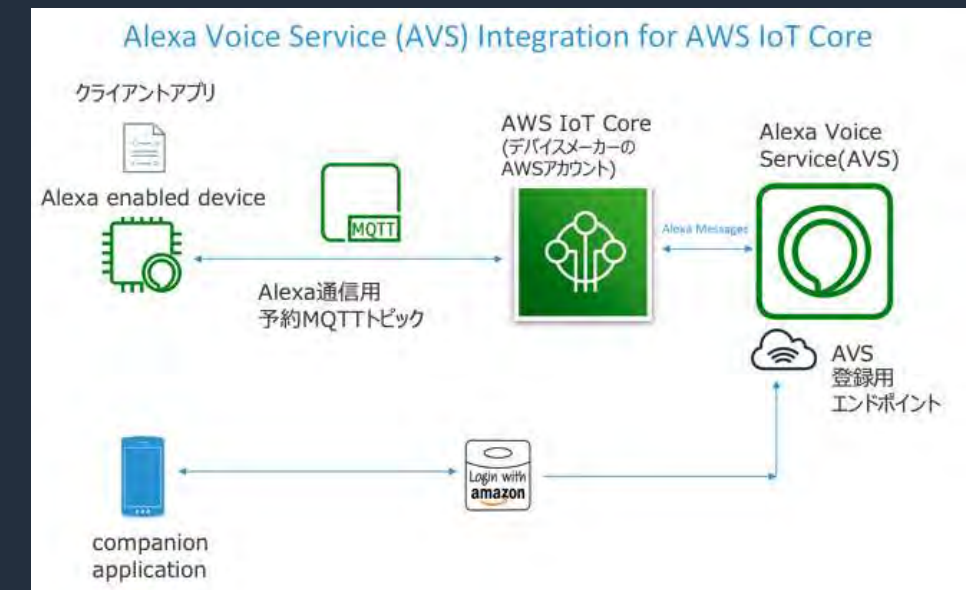 Alexa Voice Service (AVS) Integration for AWS IoT Core
クライアントアプリ
Alexa enabled device
MQTT
Alexa通信用
予約MQTTトピック
AWS IoT Core
(デバイスメーカーの
AWSアカウント)
Alexa Messages
Alexa Voice
Service(AVS)
AVS
登録用
エンドポイント
Login with
amazon
companion
application